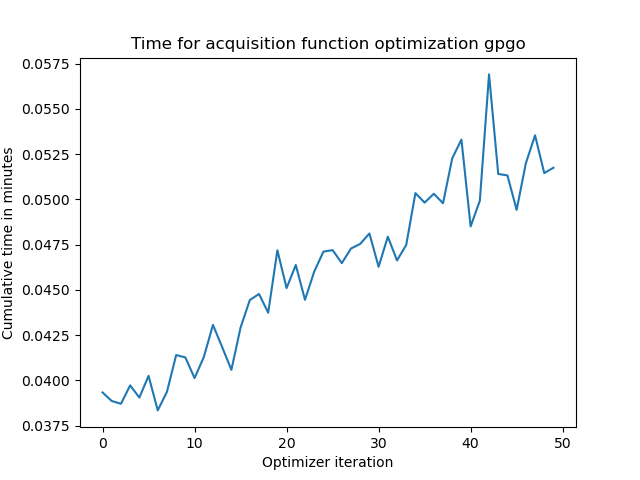 Time for acquisition function optimization gpgo
0.0575
0.0550
0.0525
0.0500
0.0475
0.0450
0.0425
0.0400
0.0375
Cumulative time in minutes
0 10 20 30 40 50
Optimizer iteration